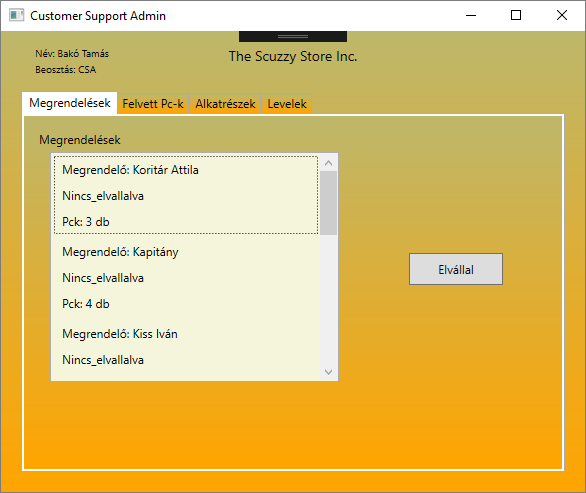 Customer Support Admin
Név: Bakó Tamás
Beosztás: CSA
The Scuzzy Store Inc.
Megrendelések
Felvett Pc-k
Alkatrészek
Levelek
Megrendelések
Megrendelő: Koritár Attila
Nincs_elvallalva
Pck: 3 db
Megrendelő: Kapitány
Nincs_elvallalva
Pck: 4 db
Megrendelő: Kiss Iván
Nincs_elvallalva
Elvállal